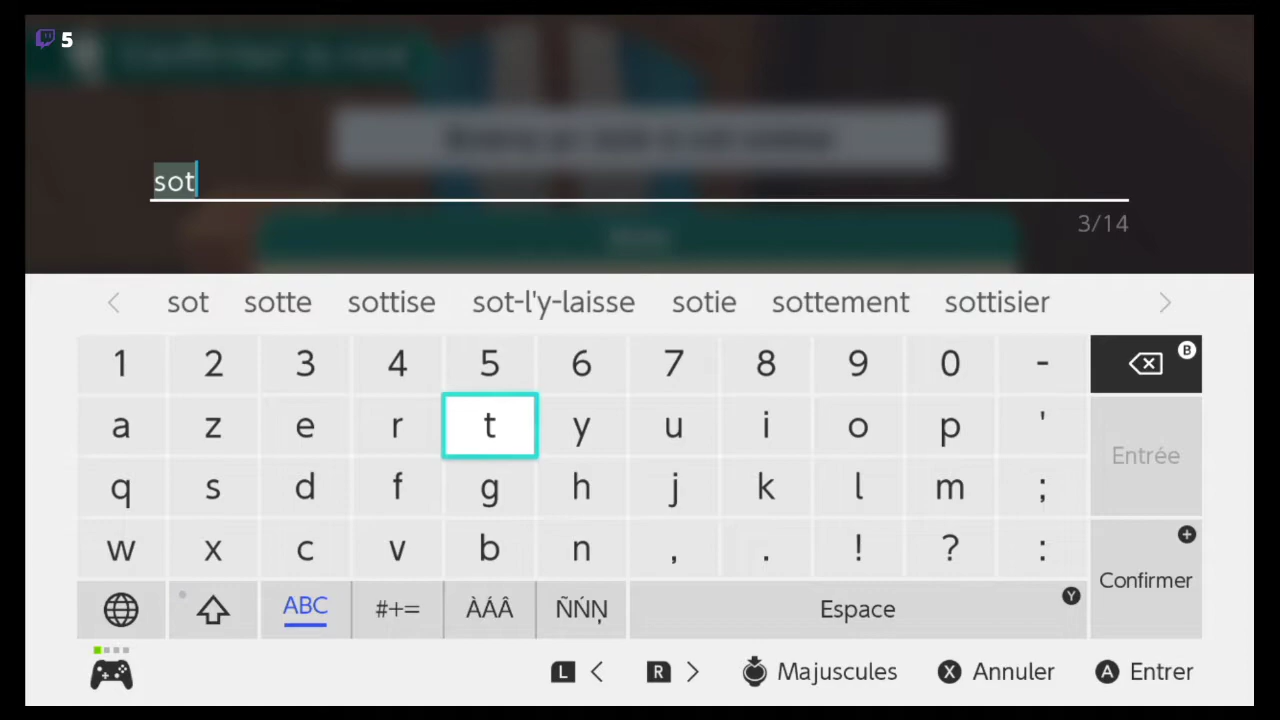 5
sot
3/14
< sot sotte sottise sot-l'y-laisse sotie sottement sottisier >
1 2 3 4 5 6 7 8 9 0 - B
a z e r t y u i o p '
Entrée
q s d f g h j k l m ;
w x c v b n , . ! ? : +
Confirmer
ABC #+= ÀÁÂ ÑŃŅ Espace Y
L < R > Majuscules X Annuler A Entrer